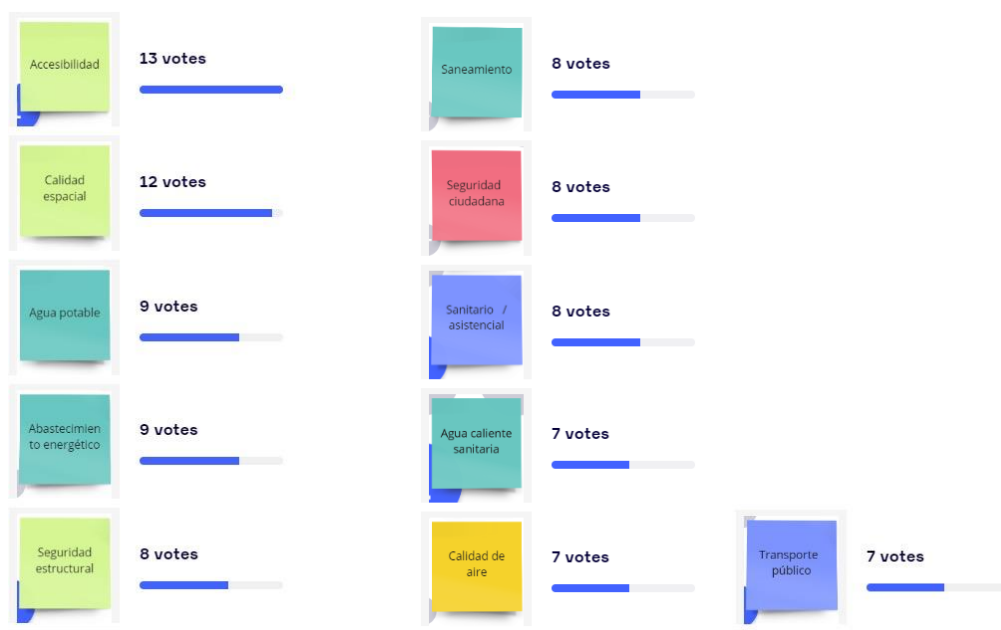 Accesibilidad
13 votes
Calidad
espacial
12 votes
Agua potable
9 votes
Abastecimien
to energético
9 votes
Seguridad
estructural
8 votes
Saneamiento
8 votes
Seguridad
ciudadana
8 votes
Sanitario /
asistencial
8 votes
Agua caliente
sanitaria
7 votes
Calidad de
aire
7 votes
Transporte
público
7 votes